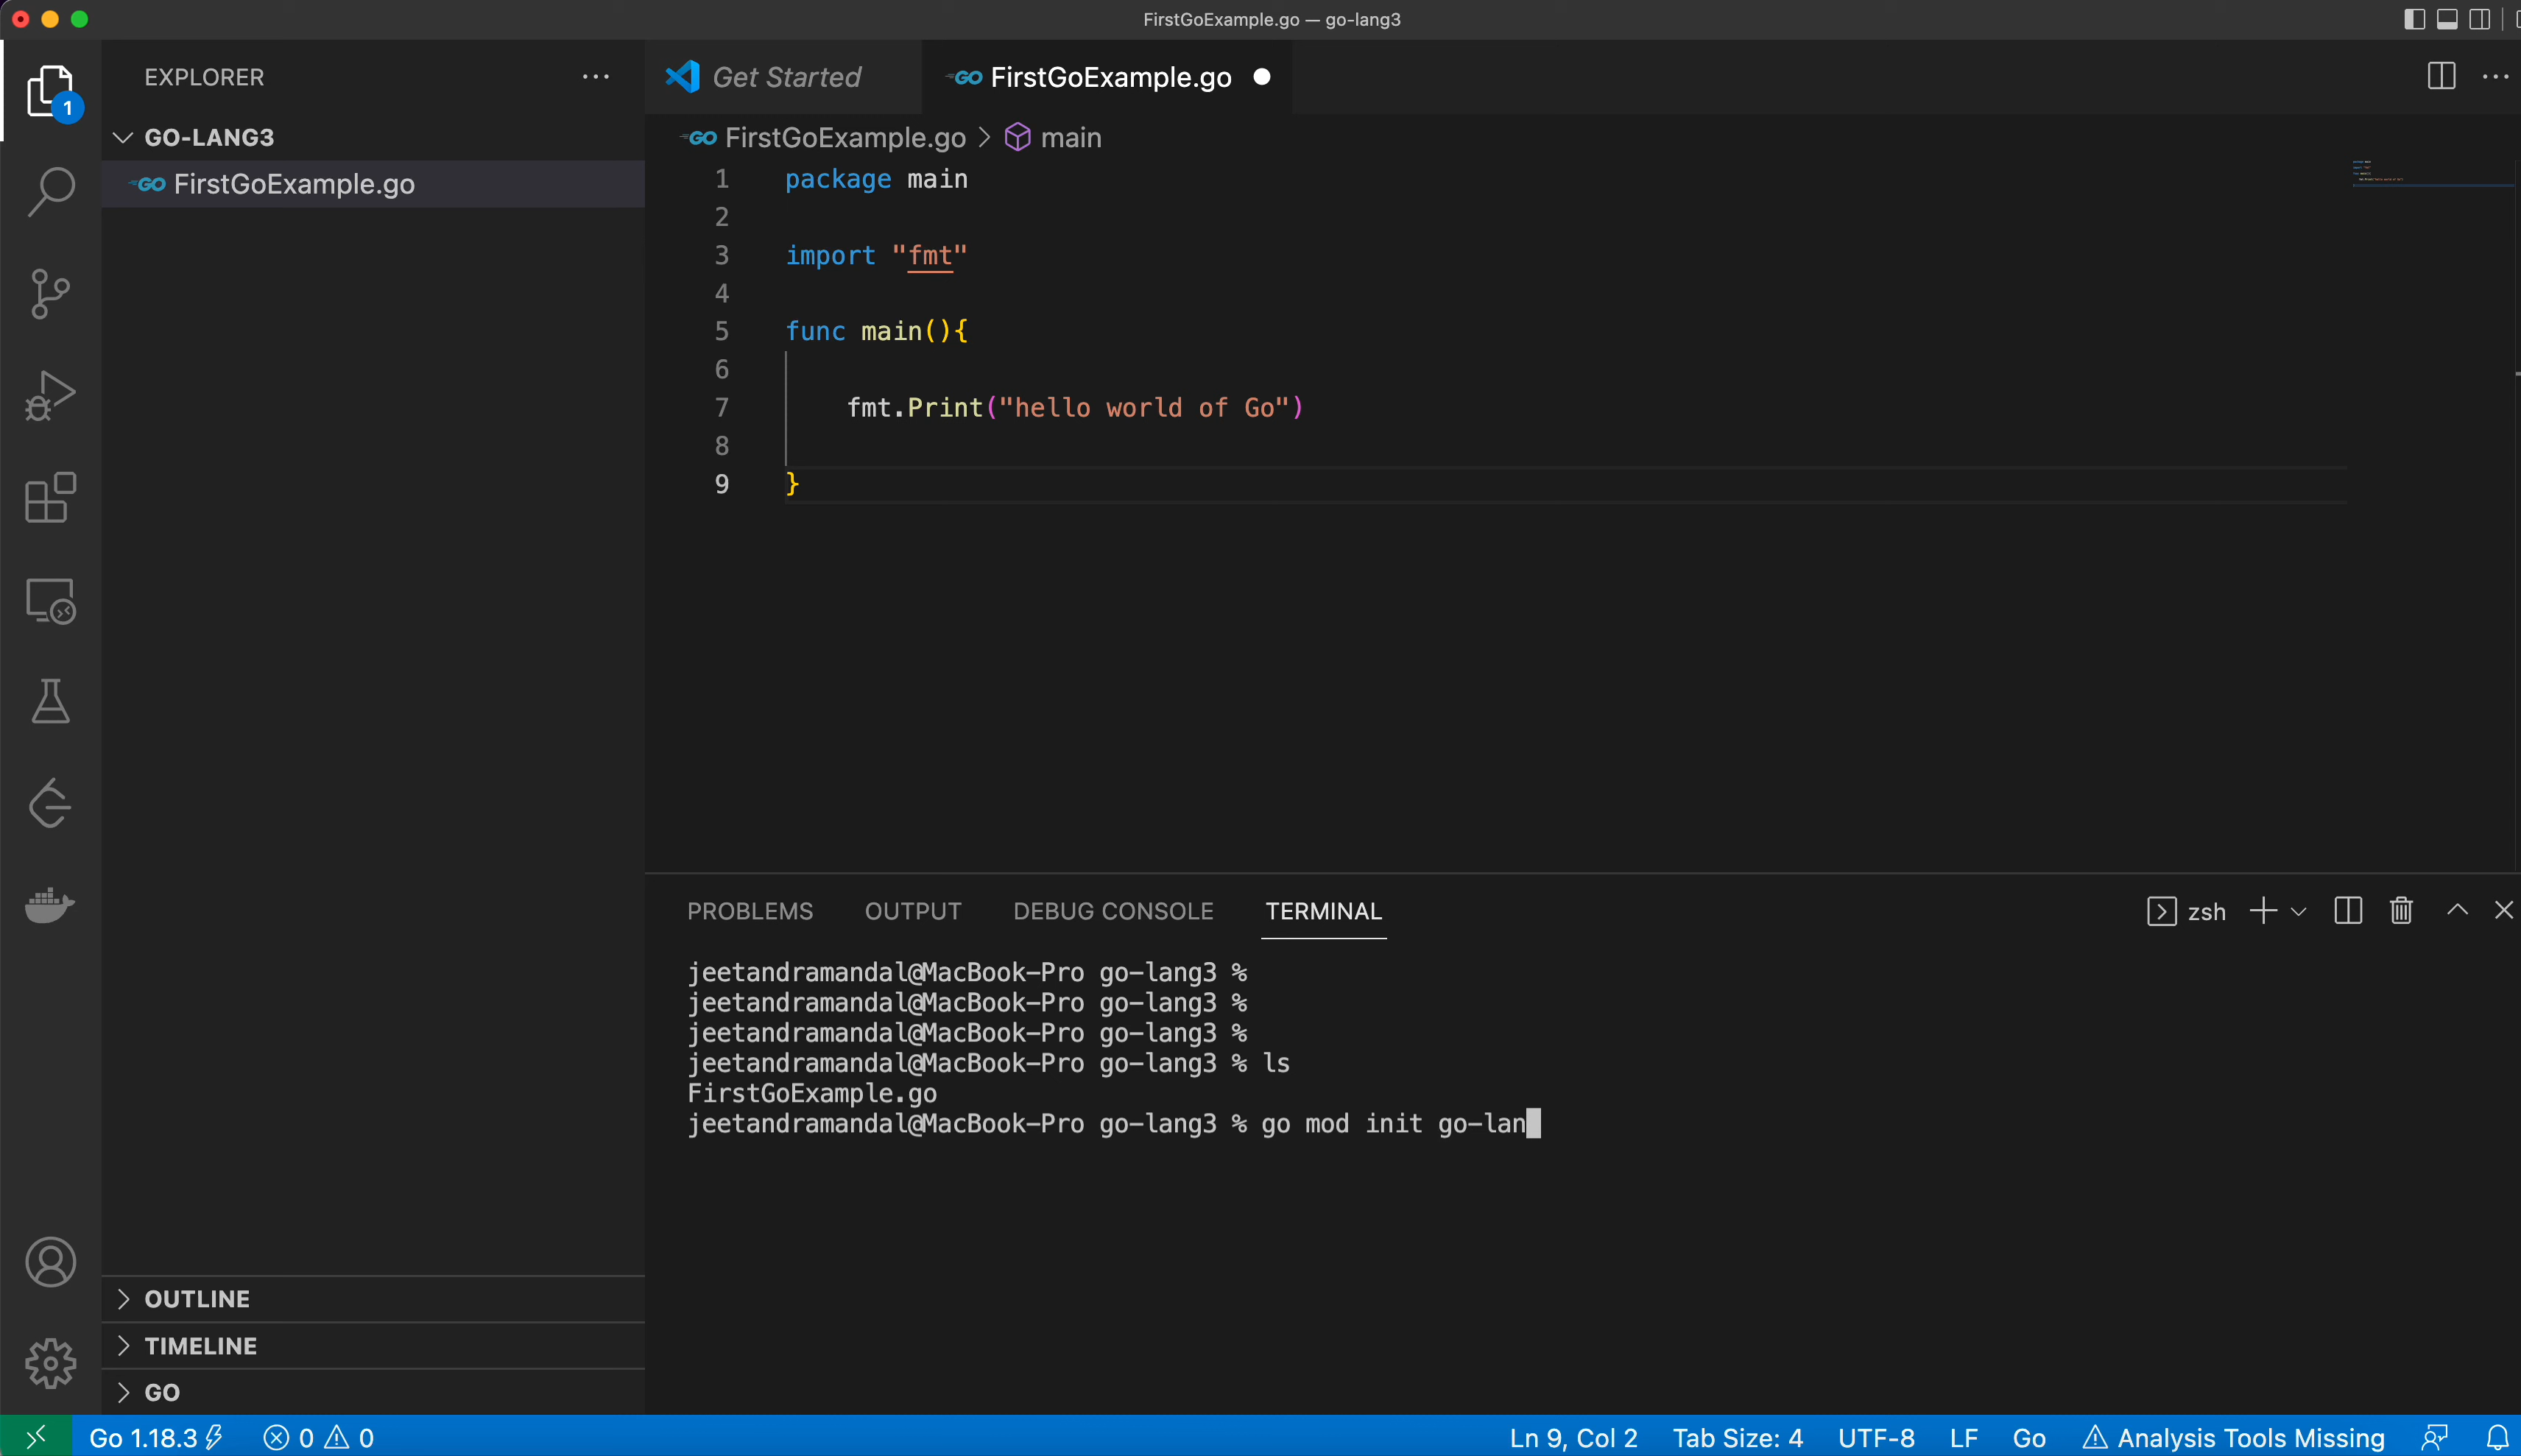 FirstGoExample.go — go-lang3
EXPLORER
1
GO-LANG3
GO FirstGoExample.go
Get Started
GO FirstGoExample.go
GO FirstGoExample.go > main
1 package main
2
3 import "fmt"
4
5 func main(){
6
7 fmt.Print("hello world of Go")
8
9 }
PROBLEMS OUTPUT DEBUG CONSOLE TERMINAL
zsh
jeetandramandal@MacBook-Pro go-lang3 %
jeetandramandal@MacBook-Pro go-lang3 %
jeetandramandal@MacBook-Pro go-lang3 %
jeetandramandal@MacBook-Pro go-lang3 % ls
FirstGoExample.go
jeetandramandal@MacBook-Pro go-lang3 % go mod init go-lan
OUTLINE
TIMELINE
GO
Go 1.18.3 0 0 Ln 9, Col 2 Tab Size: 4 UTF-8 LF Go Analysis Tools Missing